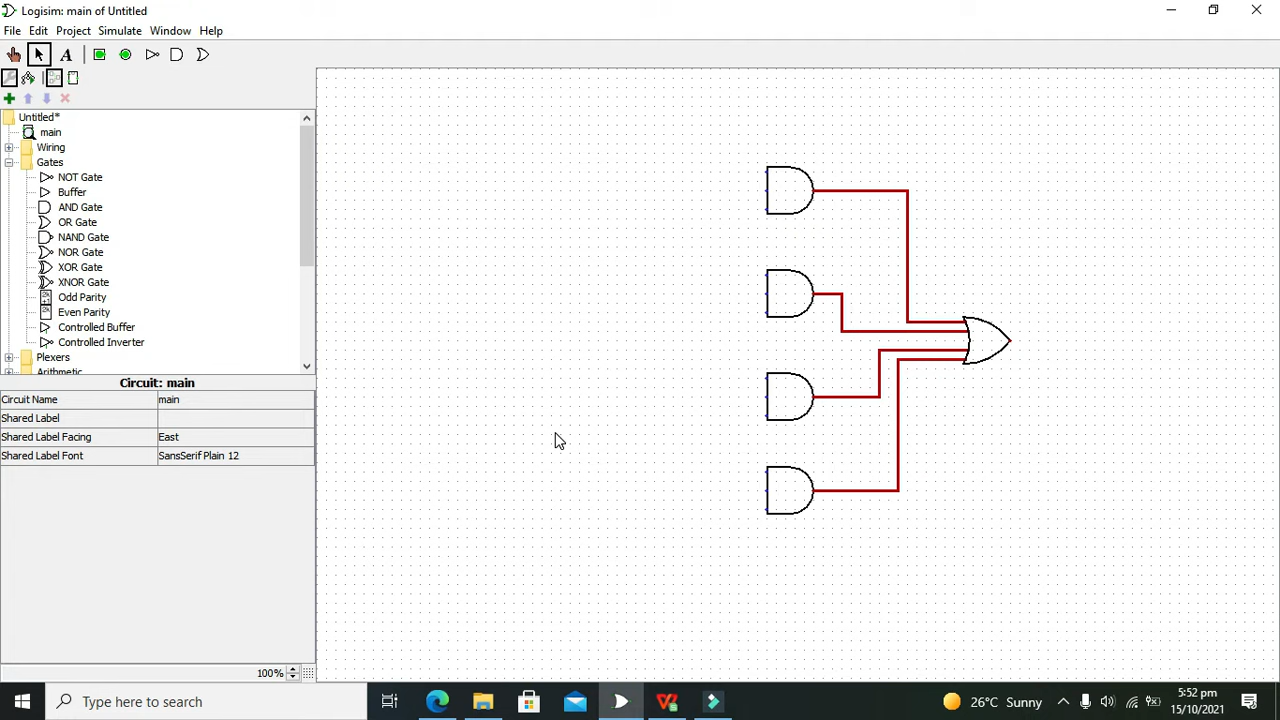 Logisim: main of Untitled
File Edit Project Simulate Window Help
A
Untitled*
main
Wiring
Gates
NOT Gate
Buffer
AND Gate
OR Gate
NAND Gate
NOR Gate
XOR Gate
XNOR Gate
Odd Parity
Even Parity
Controlled Buffer
Controlled Inverter
Plexers
Arithmetic
Circuit: main
Circuit Name main
Shared Label
Shared Label Facing East
Shared Label Font SansSerif Plain 12
100%
Type here to search
26°C Sunny
5:52 pm
15/10/2021